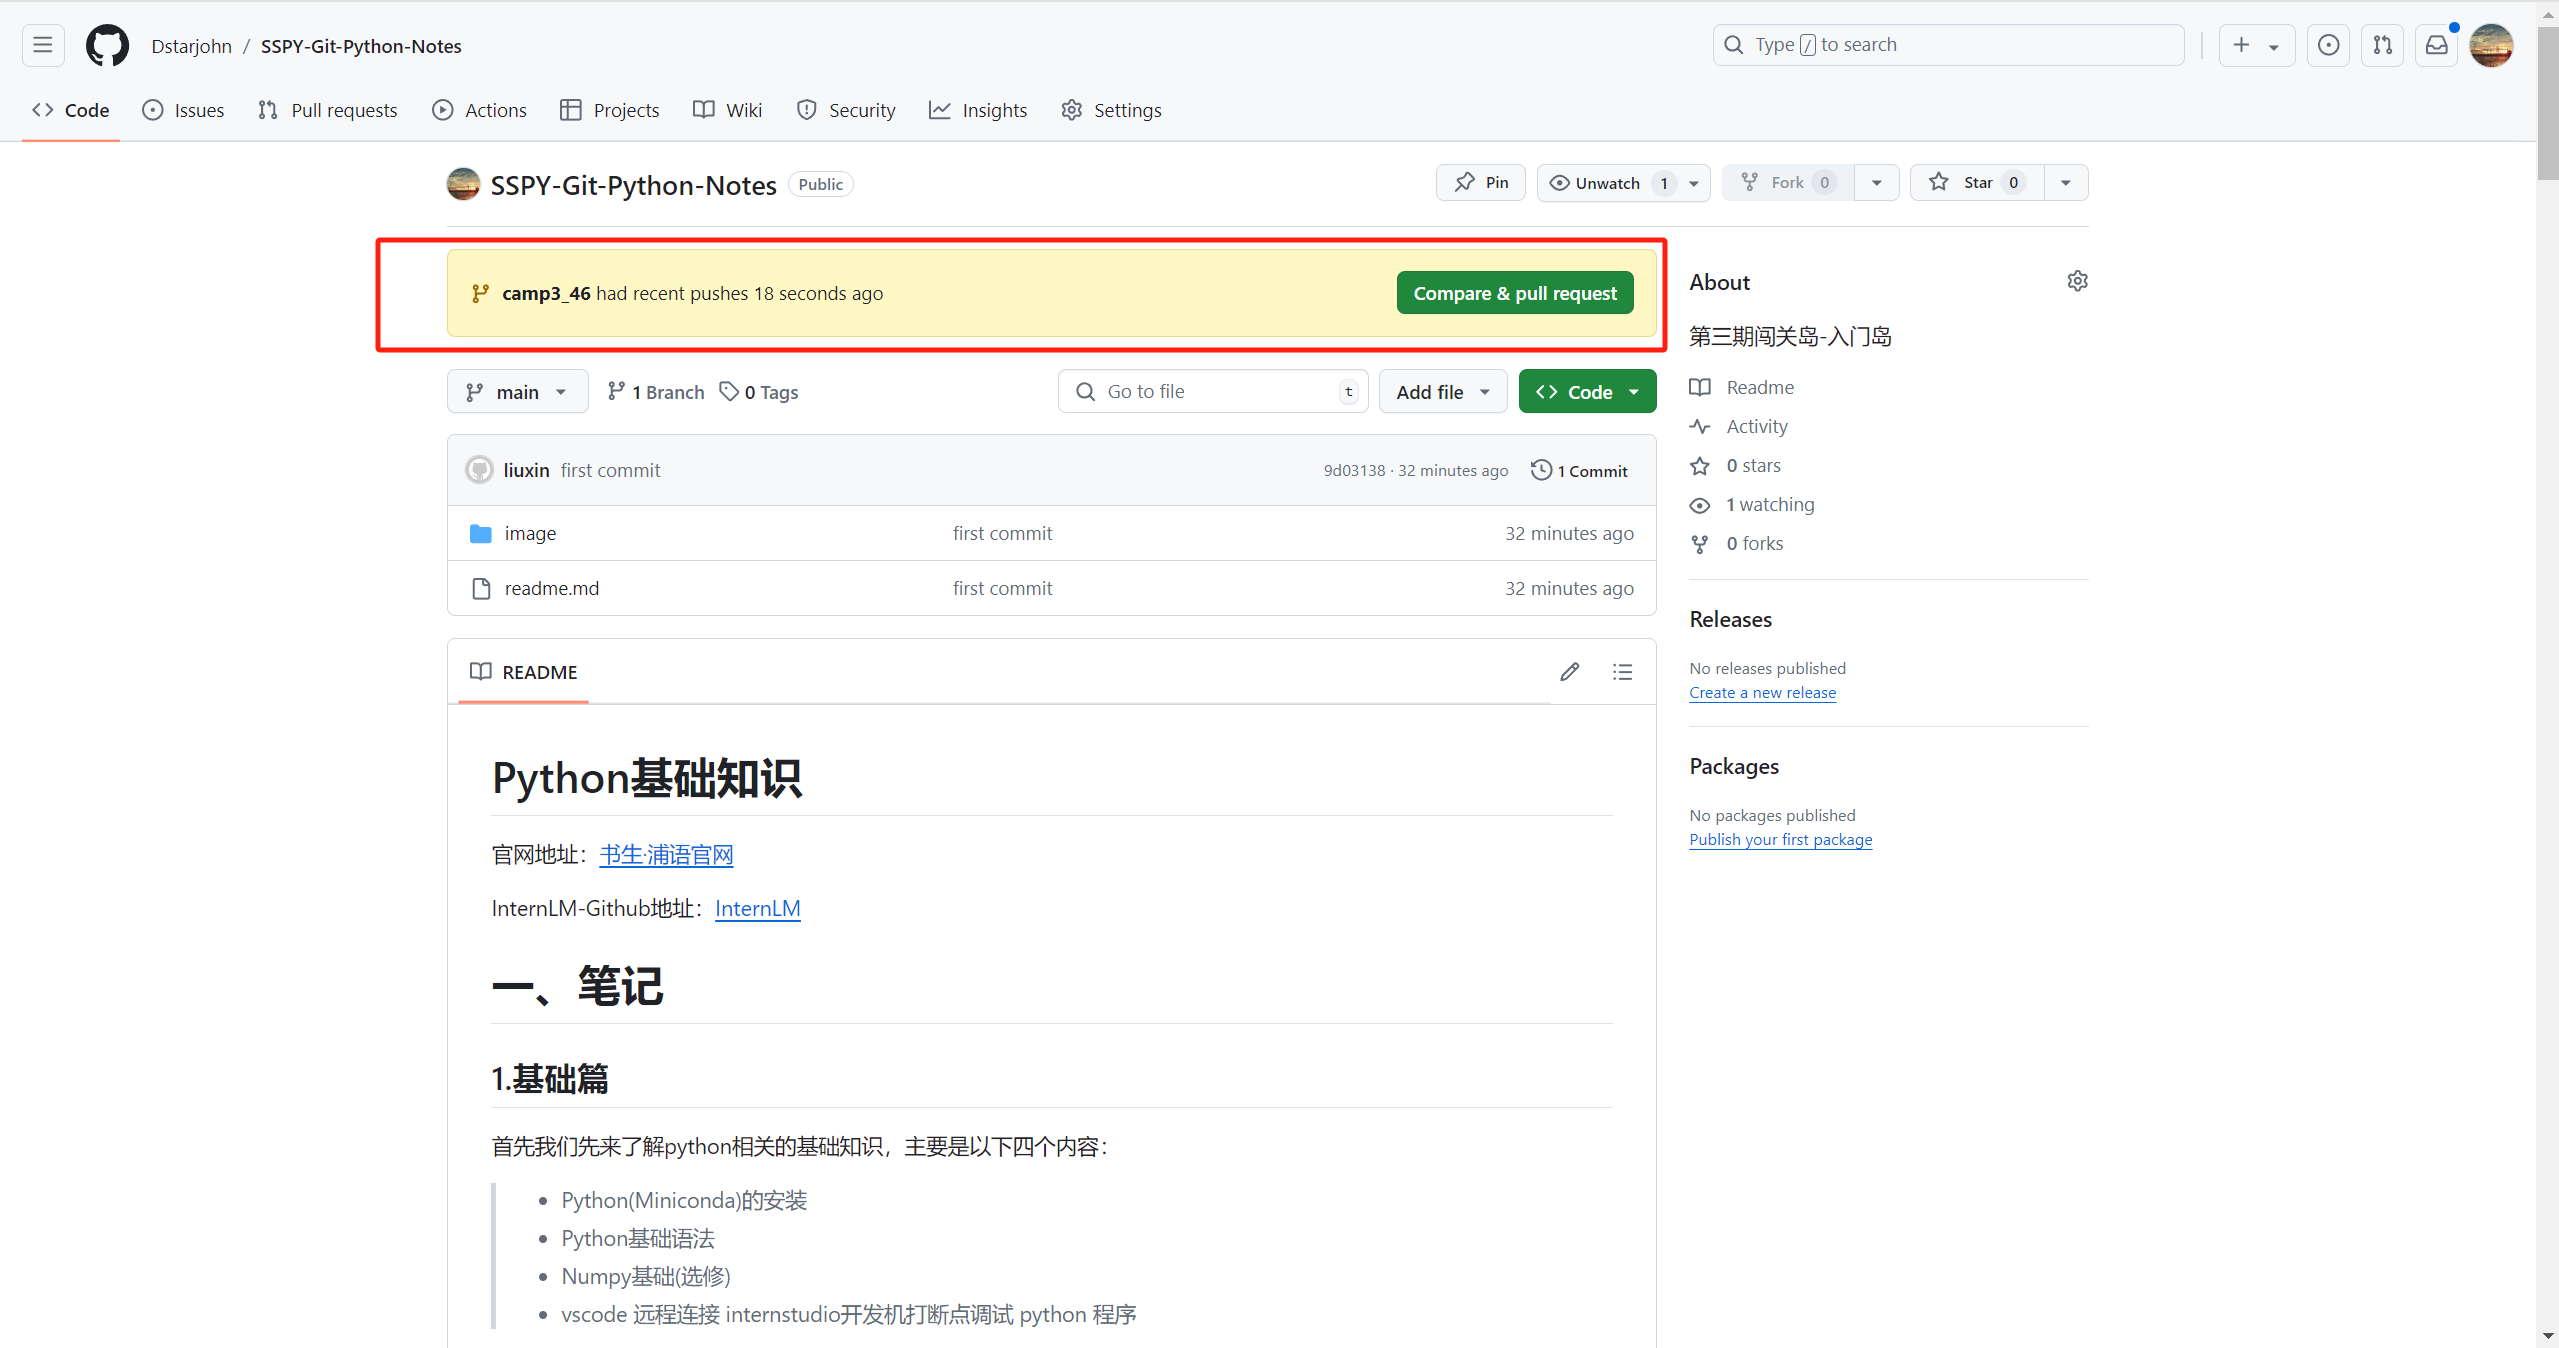 Dstarjohn / SSPY-Git-Python-Notes
Type / to search
Code Issues Pull requests Actions Projects Wiki Security Insights Settings
SSPY-Git-Python-Notes Public
Pin Unwatch 1 Fork 0 Star 0
camp3_46 had recent pushes 18 seconds ago
Compare & pull request
main 1 Branch 0 Tags
Go to file t Add file Code
liuxin first commit 9d03138 · 32 minutes ago 1 Commit
image first commit 32 minutes ago
readme.md first commit 32 minutes ago
README
Python基础知识
官网地址：书生·浦语官网
InternLM-Github地址：InternLM
一、笔记
1.基础篇
首先我们先来了解python相关的基础知识，主要是以下四个内容：
• Python(Miniconda)的安装
• Python基础语法
• Numpy基础(选修)
• vscode 远程连接 internstudio开发机打断点调试 python 程序
About
第三期闯关岛-入门岛
Readme
Activity
0 stars
1 watching
0 forks
Releases
No releases published
Create a new release
Packages
No packages published
Publish your first package